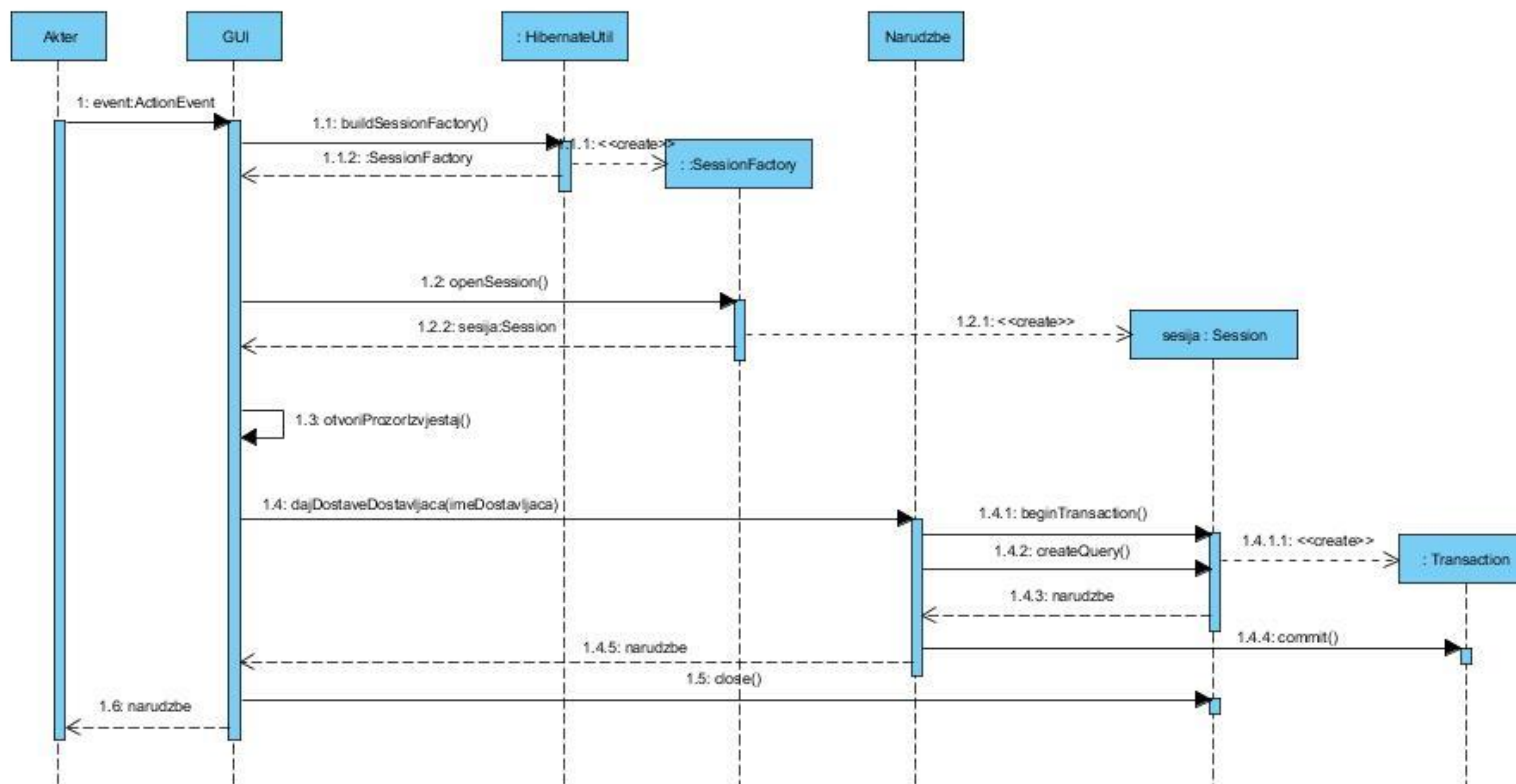 Akter
GUI
: HibernateUtil
Narudzbe
1: event:ActionEvent
1.1: buildSessionFactory()
1.1.1: <<create>>
1.1.2: :SessionFactory
: :SessionFactory
1.2: openSession()
1.2.1: <<create>>
1.2.2: sesija:Session
sesija : Session
1.3: otvoriProzorIzvjestaj()
1.4: dajDostaveDostavljaca(imeDostavljaca)
1.4.1: beginTransaction()
1.4.1.1: <<create>>
1.4.2: createQuery()
: Transaction
1.4.3: narudzbe
1.4.4: commit()
1.4.5: narudzbe
1.5: close()
1.6: narudzbe